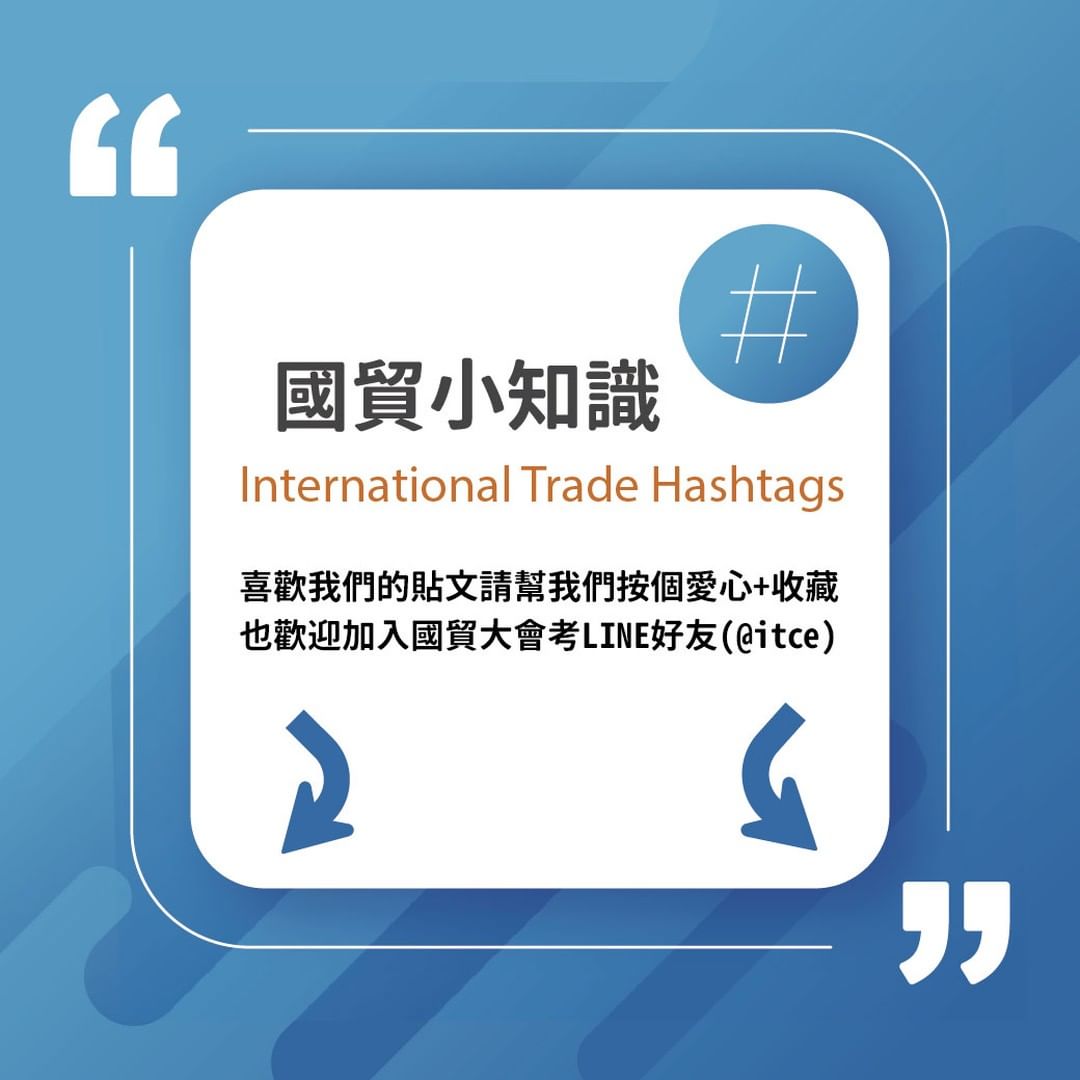 “
#
國貿小知識
International Trade Hashtags
喜歡我們的貼文請幫我們按個愛心+收藏
也歡迎加入國貿大會考LINE好友(@itce)
”